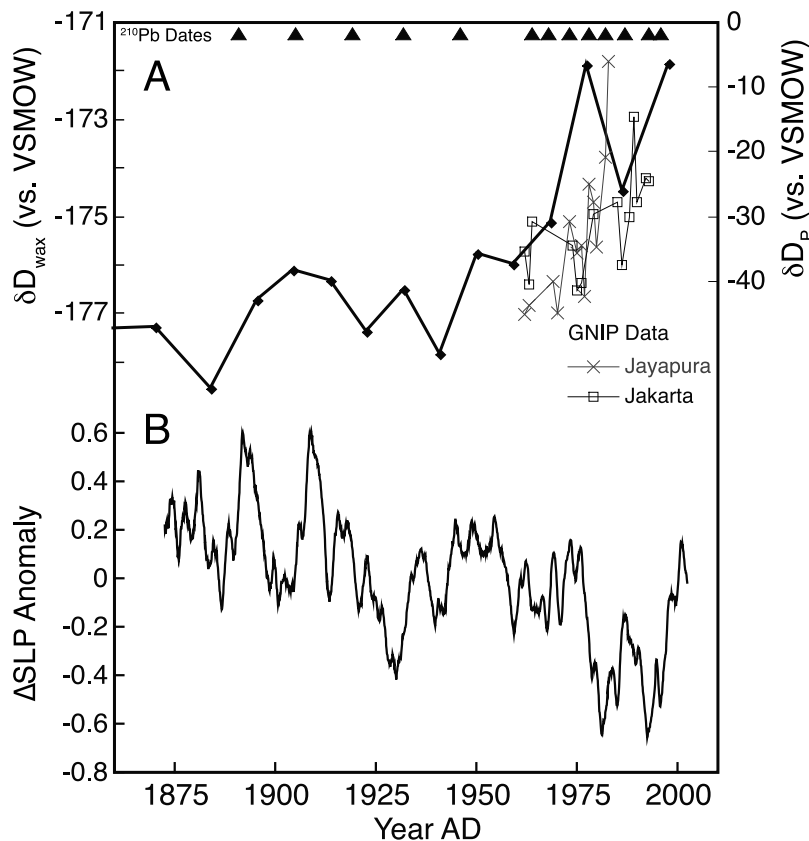 -171
0
²¹⁰Pb Dates
A
-10
-173
-20
δD_wax (vs. VSMOW)
δD_P (vs. VSMOW)
-175
-30
-40
-177
GNIP Data
Jayapura
Jakarta
B
0.6
0.4
0.2
0
-0.2
-0.4
-0.6
-0.8
ΔSLP Anomaly
1875 1900 1925 1950 1975 2000
Year AD